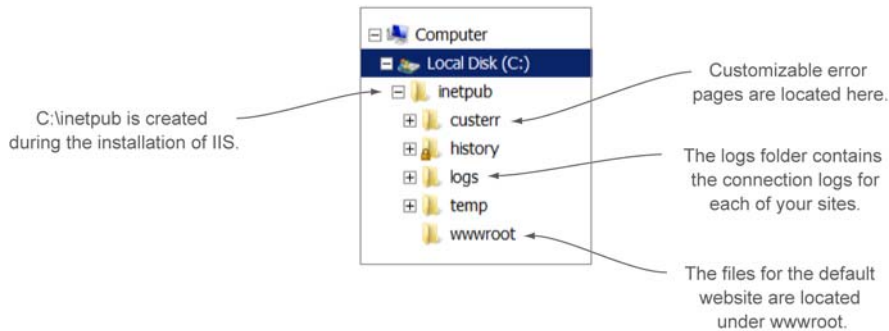 Computer
Local Disk (C:)
inetpub
custerr
history
logs
temp
wwwroot
C:\inetpub is created
during the installation of IIS.
Customizable error
pages are located here.
The logs folder contains
the connection logs for
each of your sites.
The files for the default
website are located
under wwwroot.